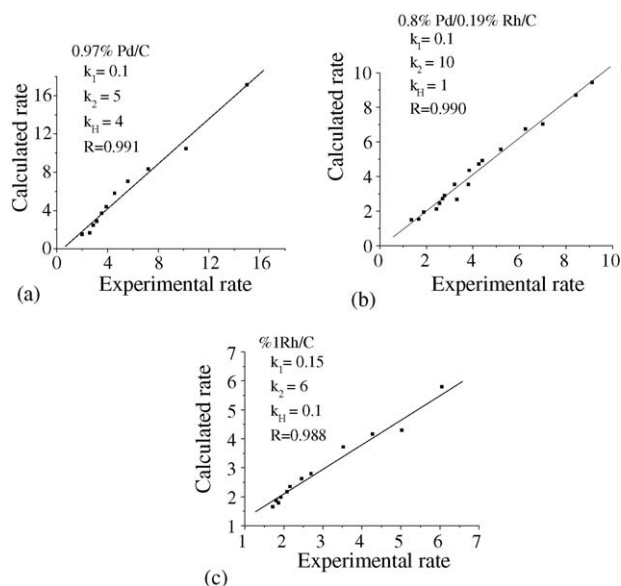 0.97% Pd/C
k1= 0.1
k2 = 5
kH = 4
R=0.991
Calculated rate
16
12
8
4
0
0 4 8 12 16
Experimental rate
(a)
0.8% Pd/0.19% Rh/C
k1 = 0.1
k2 = 10
kH = 1
R=0.990
Calculated rate
10
8
6
4
2
0
0 2 4 6 8 10
Experimental rate
(b)
%1Rh/C
k1 = 0.15
k2 = 6
kH = 0.1
R=0.988
Calculated rate
7
6
5
4
3
2
1
1 2 3 4 5 6 7
Experimental rate
(c)